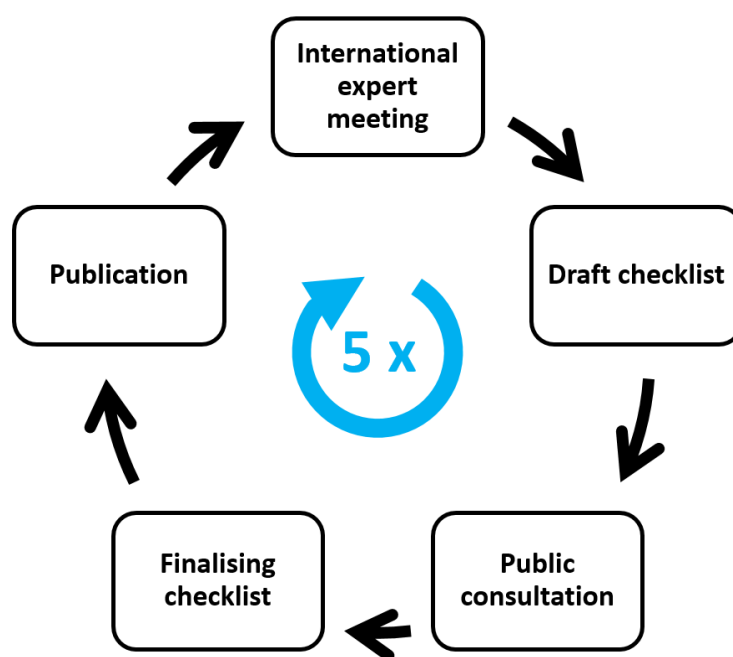 International
expert
meeting
Draft checklist
Public
consultation
Finalising
checklist
Publication
5 x